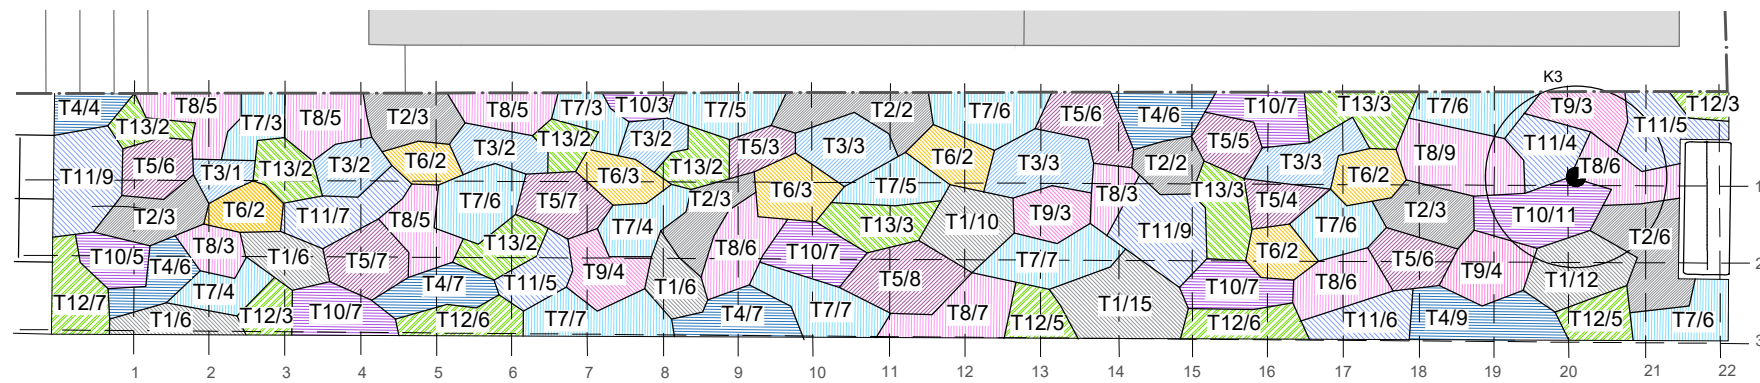 K3
T4/4 T8/5 T7/3 T10/3 T7/5 T2/2 T7/6 T5/6 T4/6 T10/7 T13/3 T7/6 T9/3 T12/3
T13/2 T7/3 T8/5 T2/3 T8/5 T13/2 T3/2 T5/3 T3/3 T5/5 T11/4 T11/5
T11/9 T5/6 T3/1 T13/2 T3/2 T6/2 T3/2 T6/3 T13/2 T6/3 T7/5 T6/2 T3/3 T2/2 T3/3 T6/2 T8/9 T8/6
1
T2/3 T6/2 T11/7 T8/5 T7/6 T5/7 T7/4 T2/3 T13/3 T1/10 T9/3 T8/3 T11/9 T13/3 T5/4 T7/6 T2/3 T10/11 T2/6
T10/5 T4/6 T8/3 T1/6 T5/7 T13/2 T9/4 T8/6 T10/7 T7/7 T6/2 T5/6 T9/4
2
T12/7 T7/4 T4/7 T11/5 T1/6 T5/8 T1/15 T10/7 T8/6 T1/12
T1/6 T12/3 T10/7 T12/6 T7/7 T4/7 T7/7 T8/7 T12/5 T12/6 T11/6 T4/9 T12/5 T7/6
3
1 2 3 4 5 6 7 8 9 10 11 12 13 14 15 16 17 18 19 20 21 22